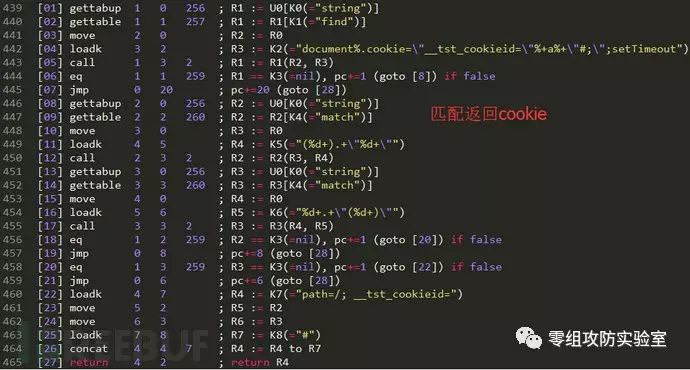 439 [01] gettabup 1 0 256 ; R1 := U0[K0(="string")]
440 [02] gettable 1 1 257 ; R1 := R1[K1(="find")]
441 [03] move 2 0 ; R2 := R0
442 [04] loadk 3 2 ; R3 := K2(="document%.cookie=\"__tst_cookieid=\"%+a%+\"#;\";setTimeout")
443 [05] call 1 3 2 ; R1 := R1(R2, R3)
444 [06] eq 1 1 259 ; R1 == K3(=nil), pc+=1 (goto [8]) if false
445 [07] jmp 0 20 ; pc+=20 (goto [28])
446 [08] gettabup 2 0 256 ; R2 := U0[K0(="string")]
447 [09] gettable 2 2 260 ; R2 := R2[K4(="match")]
匹配返回cookie
448 [10] move 3 0 ; R3 := R0
449 [11] loadk 4 5 ; R4 := K5(="(%d+).+\"%d+\"")
450 [12] call 2 3 2 ; R2 := R2(R3, R4)
451 [13] gettabup 3 0 256 ; R3 := U0[K0(="string")]
452 [14] gettable 3 3 260 ; R3 := R3[K4(="match")]
453 [15] move 4 0 ; R4 := R0
454 [16] loadk 5 6 ; R5 := K6(="%d+.+\"(%d+)\"")
455 [17] call 3 3 2 ; R3 := R3(R4, R5)
456 [18] eq 1 2 259 ; R2 == K3(=nil), pc+=1 (goto [20]) if false
457 [19] jmp 0 8 ; pc+=8 (goto [28])
458 [20] eq 1 3 259 ; R3 == K3(=nil), pc+=1 (goto [22]) if false
459 [21] jmp 0 6 ; pc+=6 (goto [28])
460 [22] loadk 4 7 ; R4 := K7(="path=/; __tst_cookieid=")
461 [23] move 5 2 ; R5 := R2
462 [24] move 6 3 ; R6 := R3
463 [25] loadk 7 8 ; R7 := K8(="#")
464 [26] concat 4 4 7 ; R4 := R4 to R7
465 [27] return 4 2 ; return R4
零组攻防实验室